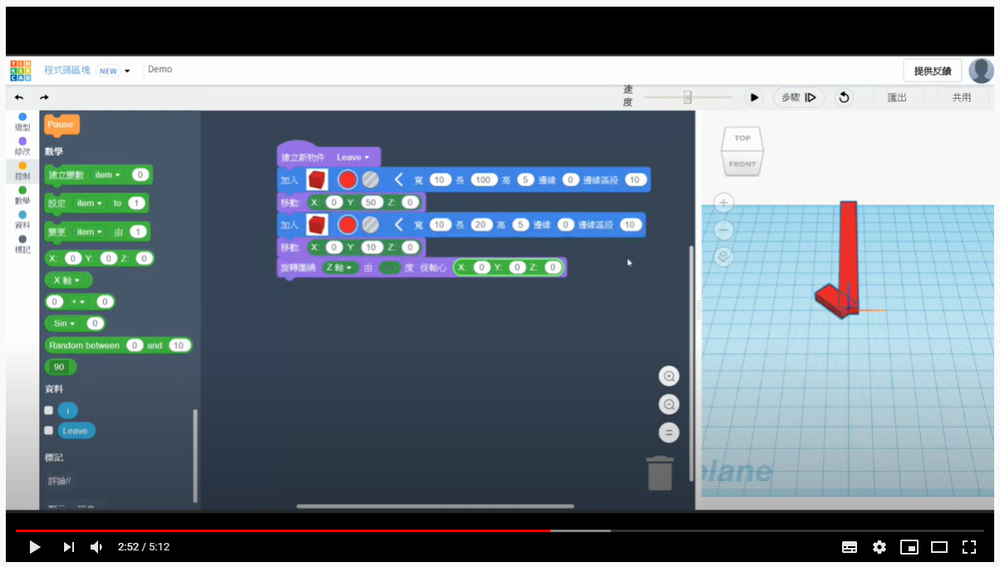 TIN
KER
CAD
程式碼區塊 NEW Demo
提供反饋
速度
步驟
匯出
共用
造型
修改
控制
數學
資料
標記
Pause
數學
建立變數 item 0
設定 item to 1
變更 item 由 1
X: 0 Y: 0 Z: 0
X 軸
0 + 0
Sin 0
Random between 0 and 10
90
資料
i
Leave
標記
評論//
建立新物件 Leave
加入 寬 10 長 100 高 5 邊緣 0 邊緣區段 10
移動: X: 0 Y: 50 Z: 0
加入 寬 10 長 20 高 5 邊緣 0 邊緣區段 10
移動: X: 0 Y: 10 Z: 0
旋轉圍繞 Z 軸 由 度 從軸心 X: 0 Y: 0 Z: 0
TOP
FRONT
plane
2:52 / 5:12